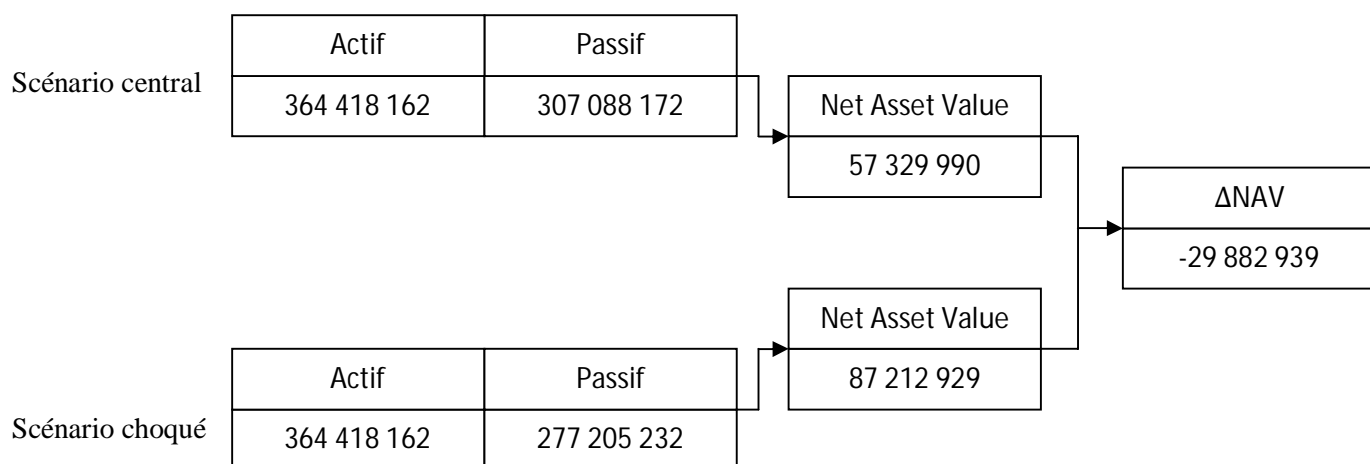 Actif Passif
Scénario central
364 418 162 307 088 172
Net Asset Value
57 329 990
ΔNAV
-29 882 939
Net Asset Value
87 212 929
Actif Passif
Scénario choqué
364 418 162 277 205 232